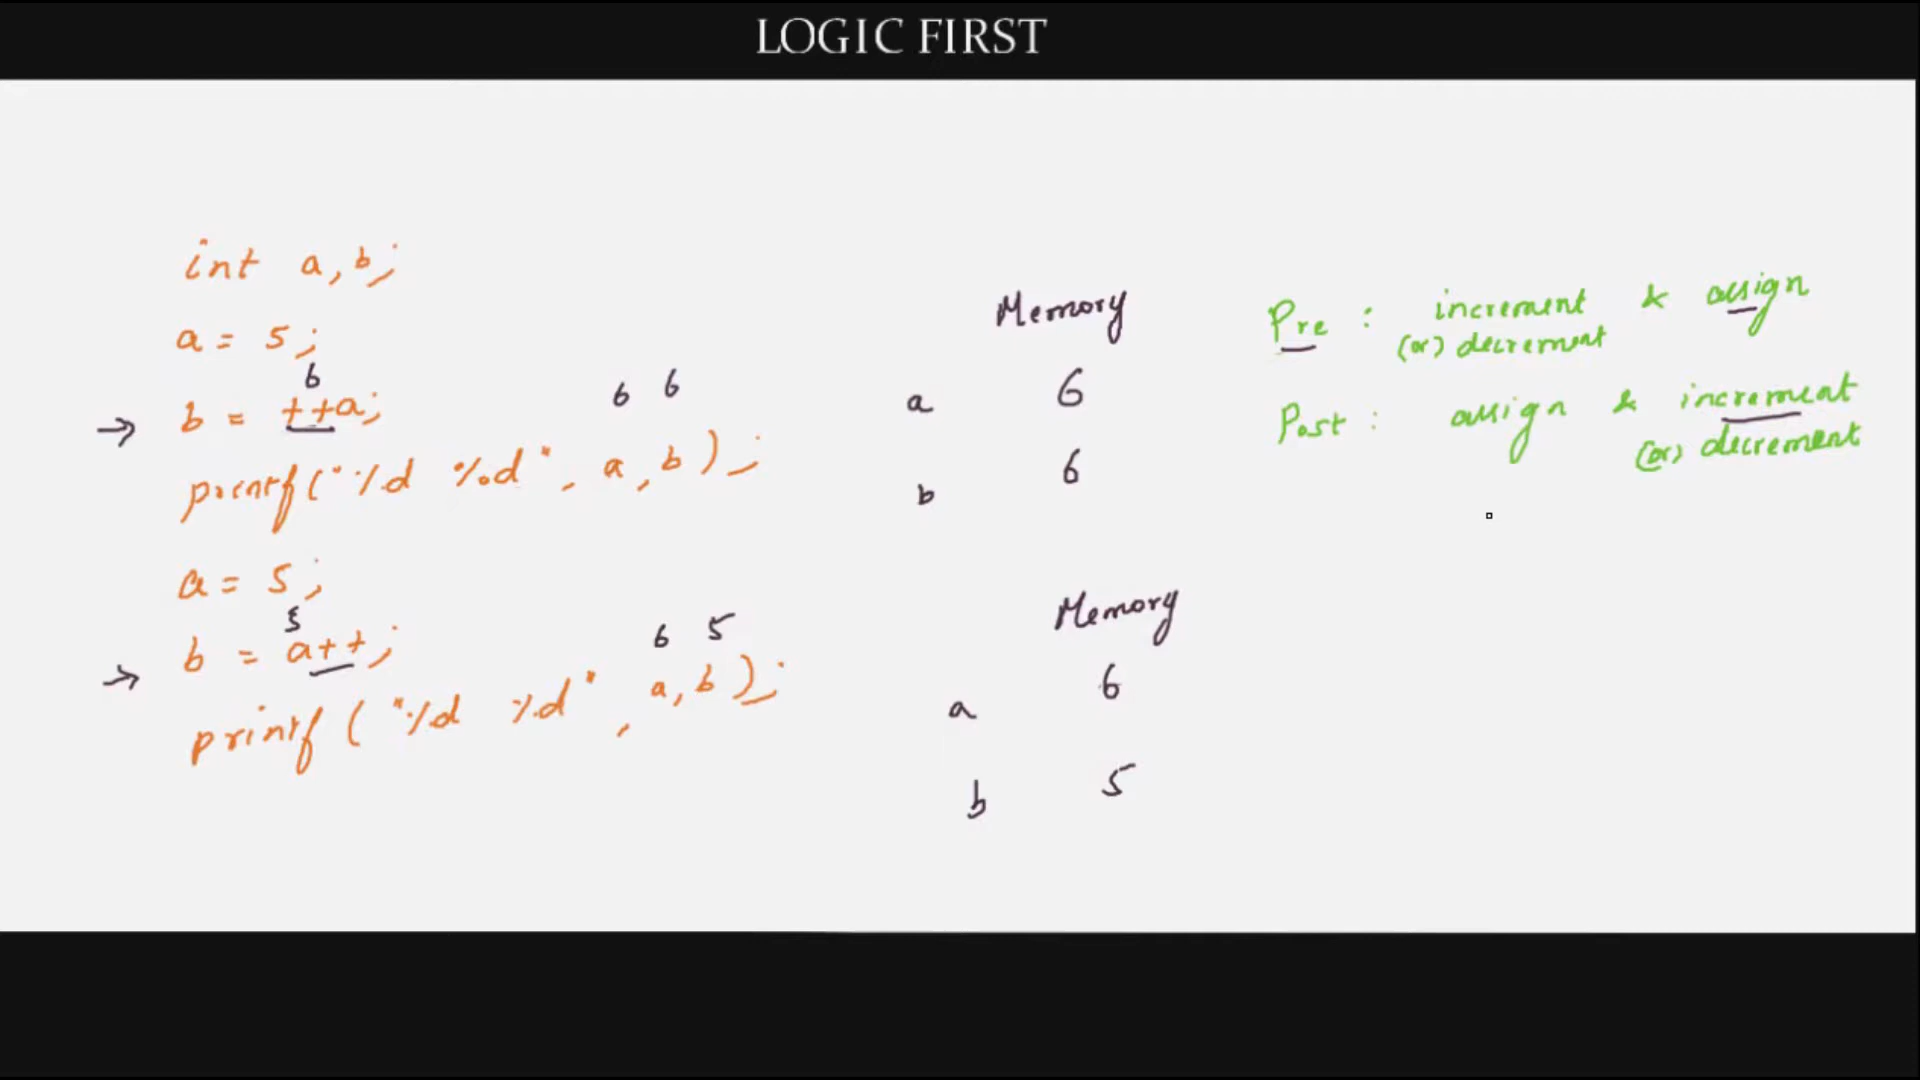 LOGIC FIRST
int a, b;
a = 5;
6
b = ++a;
6 6
printf("%d %d", a, b);
a = 5;
5
b = a++;
6 5
printf("%d %d", a, b);
Memory
a 6
b 6
Memory
a 6
b 5
Pre : increment & assign
(or) decrement
Post : assign & increment
(or) decrement